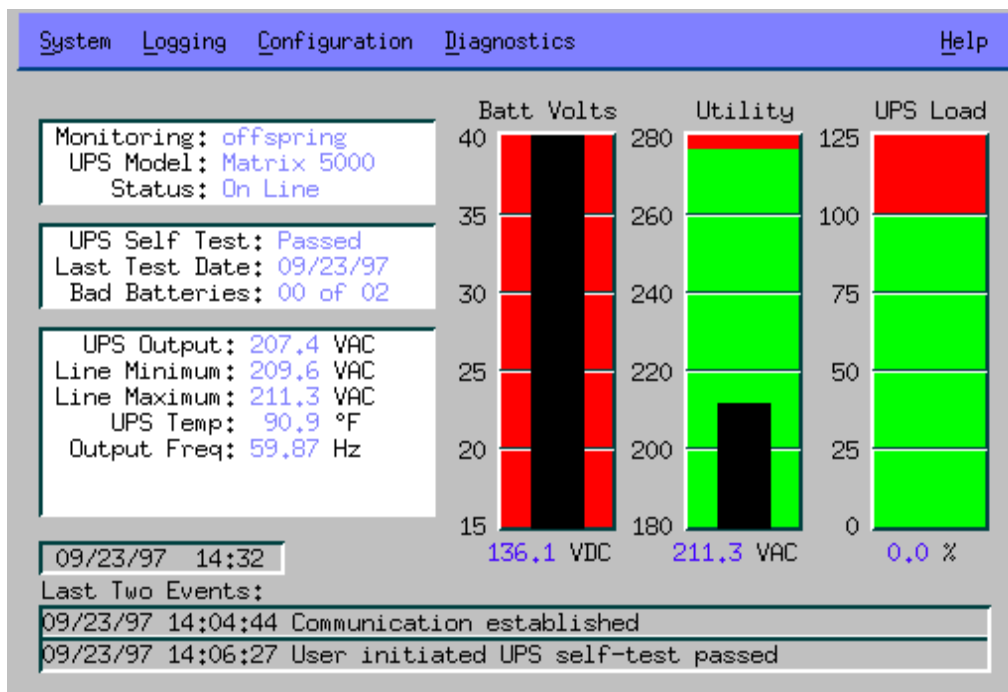 System Logging Configuration Diagnostics Help
Monitoring: offspring
UPS Model: Matrix 5000
Status: On Line
UPS Self Test: Passed
Last Test Date: 09/23/97
Bad Batteries: 00 of 02
UPS Output: 207.4 VAC
Line Minimum: 209.6 VAC
Line Maximum: 211.3 VAC
UPS Temp: 90.9 °F
Output Freq: 59.87 Hz
Batt Volts
40
35
30
25
20
15
136.1 VDC
Utility
280
260
240
220
200
180
211.3 VAC
UPS Load
125
100
75
50
25
0
0.0 %
09/23/97 14:32
Last Two Events:
09/23/97 14:04:44 Communication established
09/23/97 14:06:27 User initiated UPS self-test passed